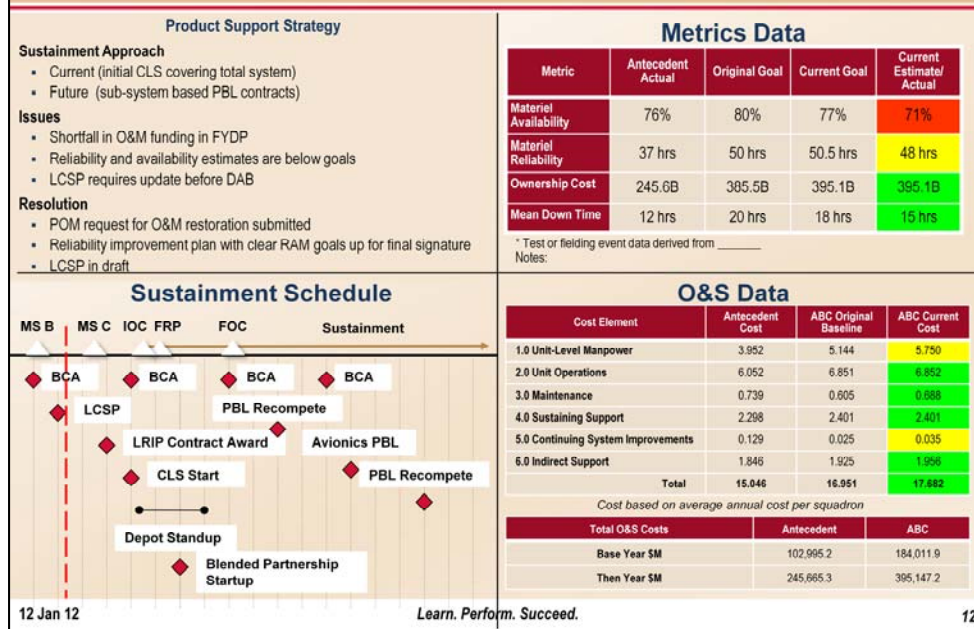 Product Support Strategy
Sustainment Approach
▪ Current (initial CLS covering total system)
▪ Future (sub-system based PBL contracts)
Issues
▪ Shortfall in O&M funding in FYDP
▪ Reliability and availability estimates are below goals
▪ LCSP requires update before DAB
Resolution
▪ POM request for O&M restoration submitted
▪ Reliability improvement plan with clear RAM goals up for final signature
▪ LCSP in draft
Metrics Data
Metric Antecedent Actual Original Goal Current Goal Current Estimate/ Actual
Materiel Availability 76% 80% 77% 71%
Materiel Reliability 37 hrs 50 hrs 50.5 hrs 48 hrs
Ownership Cost 245.6B 385.5B 395.1B 395.1B
Mean Down Time 12 hrs 20 hrs 18 hrs 15 hrs
* Test or fielding event data derived from _______
Notes:
Sustainment Schedule
MS B MS C IOC FRP FOC Sustainment
BCA BCA BCA BCA
LCSP PBL Recompete
LRIP Contract Award Avionics PBL
CLS Start PBL Recompete
Depot Standup
Blended Partnership
Startup
O&S Data
Cost Element Antecedent Cost ABC Original Baseline ABC Current Cost
1.0 Unit-Level Manpower 3.952 5.144 5.750
2.0 Unit Operations 6.052 6.851 6.852
3.0 Maintenance 0.739 0.605 0.688
4.0 Sustaining Support 2.298 2.401 2.401
5.0 Continuing System Improvements 0.129 0.025 0.035
6.0 Indirect Support 1.846 1.925 1.956
Total 15.046 16.951 17.682
Cost based on average annual cost per squadron
Total O&S Costs Antecedent ABC
Base Year $M 102,995.2 184,011.9
Then Year $M 245,665.3 395,147.2
12 Jan 12 Learn. Perform. Succeed. 12